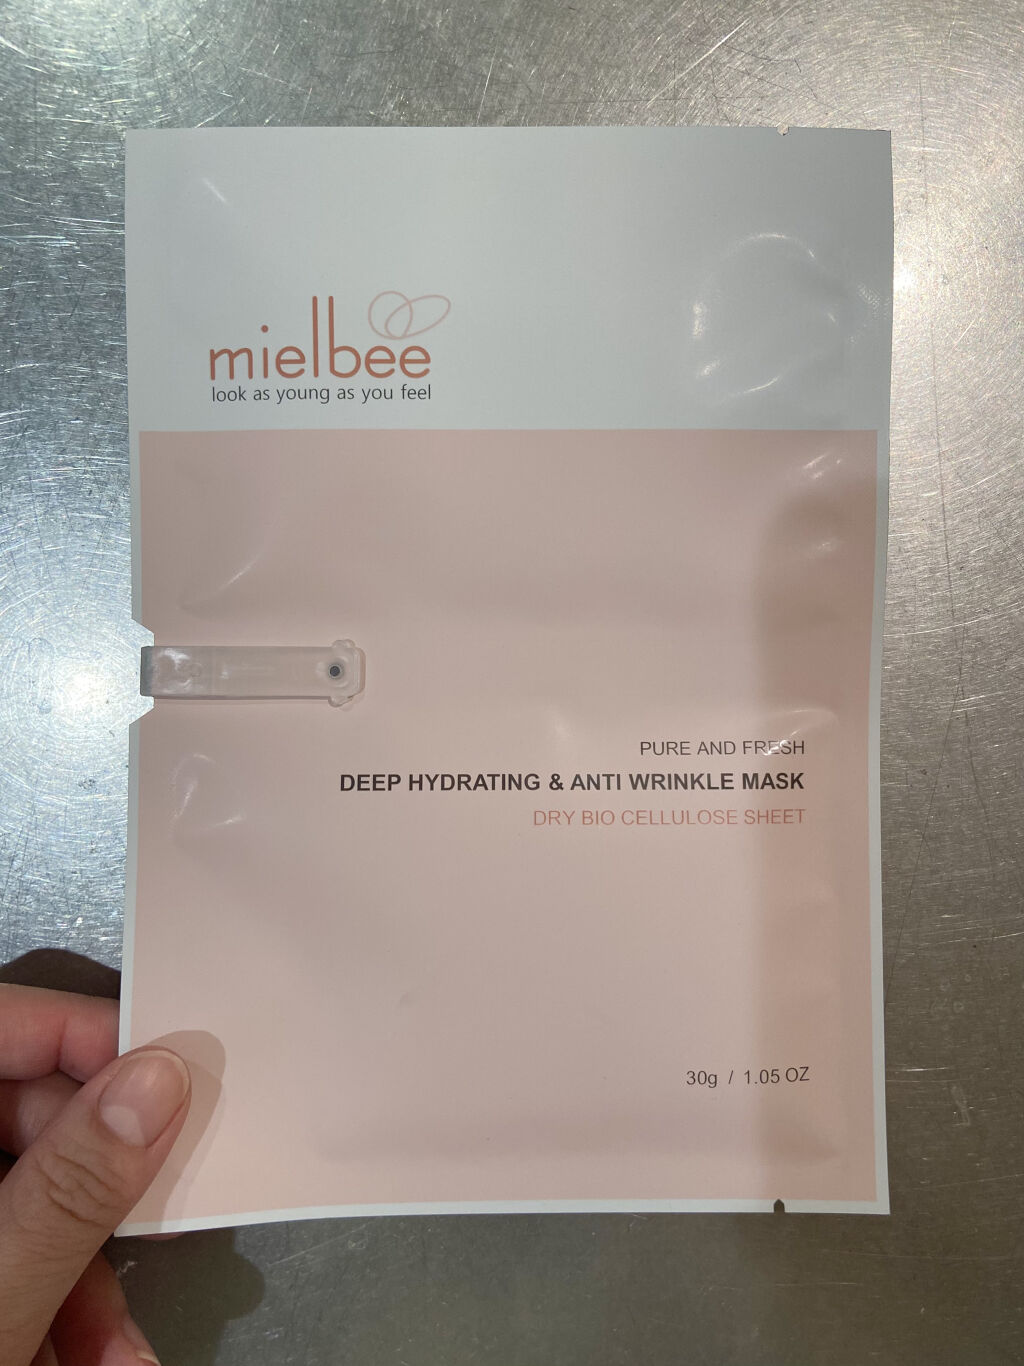 mielbee
look as young as you feel
PURE AND FRESH
DEEP HYDRATING & ANTI WRINKLE MASK
DRY BIO CELLULOSE SHEET
30g / 1.05 OZ